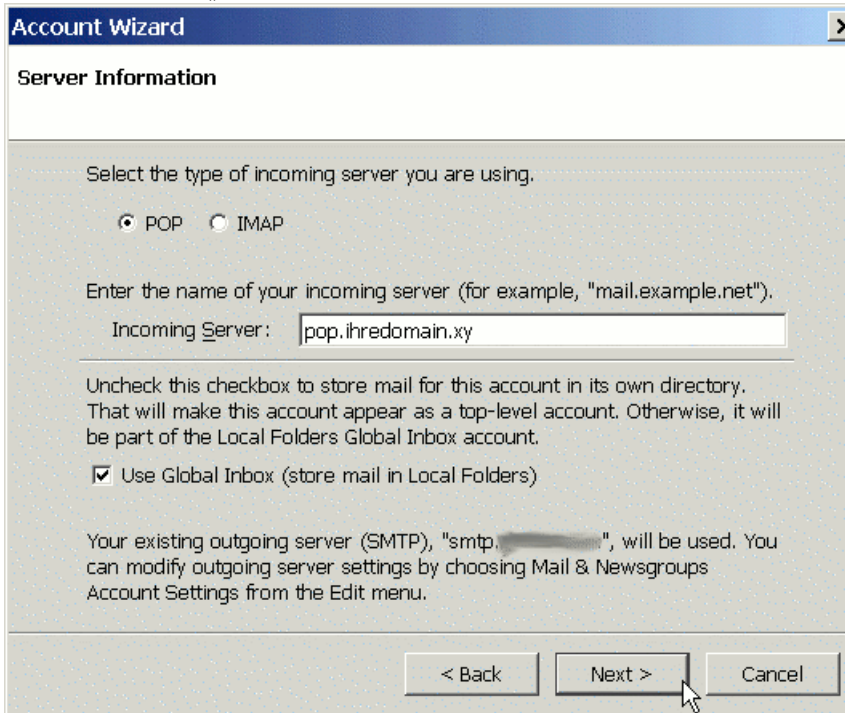 Account Wizard
Server Information
Select the type of incoming server you are using.
POP IMAP
Enter the name of your incoming server (for example, "mail.example.net").
Incoming Server: pop.ihredomain.xy
Uncheck this checkbox to store mail for this account in its own directory.
That will make this account appear as a top-level account. Otherwise, it will
be part of the Local Folders Global Inbox account.
Use Global Inbox (store mail in Local Folders)
Your existing outgoing server (SMTP), "smtp. ", will be used. You
can modify outgoing server settings by choosing Mail & Newsgroups
Account Settings from the Edit menu.
< Back Next > Cancel